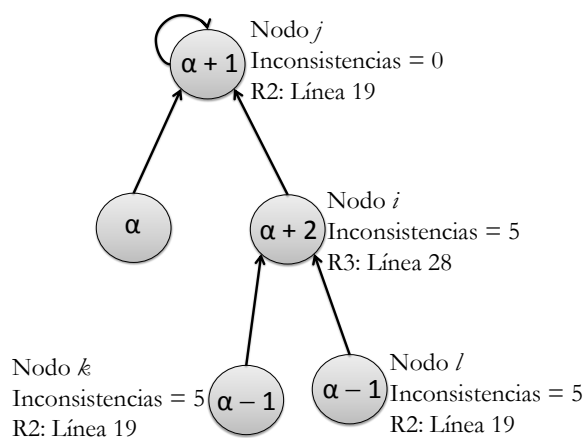 Nodo j
Inconsistencias = 0
R2: Línea 19
α + 1
α
Nodo i
Inconsistencias = 5
R3: Línea 28
α + 2
Nodo k
Inconsistencias = 5
R2: Línea 19
α – 1
α – 1
Nodo l
Inconsistencias = 5
R2: Línea 19